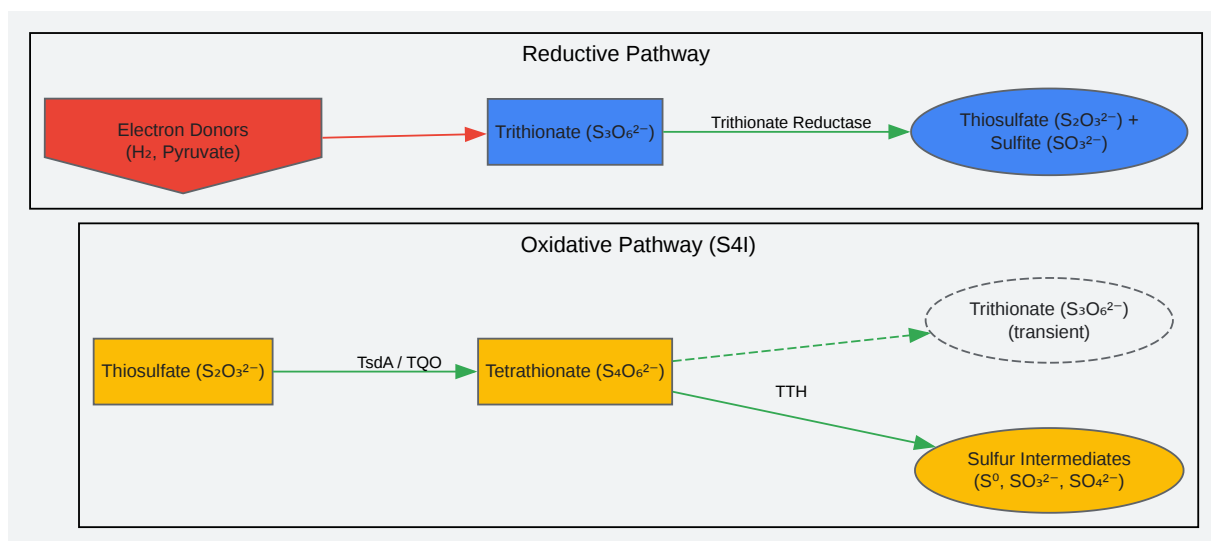 Reductive Pathway
Electron Donors
(H₂, Pyruvate)
Trithionate (S₃O₆²⁻)
Trithionate Reductase
Thiosulfate (S₂O₃²⁻) +
Sulfite (SO₃²⁻)
Oxidative Pathway (S4I)
Thiosulfate (S₂O₃²⁻)
TsdA / TQO
Tetrathionate (S₄O₆²⁻)
Trithionate (S₃O₆²⁻)
(transient)
TTH
Sulfur Intermediates
(S⁰, SO₃²⁻, SO₄²⁻)